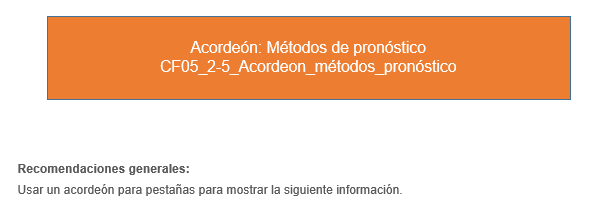 Acordeón: Métodos de pronóstico
CF05_2-5_Acordeon_métodos_pronóstico
Recomendaciones generales:
Usar un acordeón para pestañas para mostrar la siguiente información.